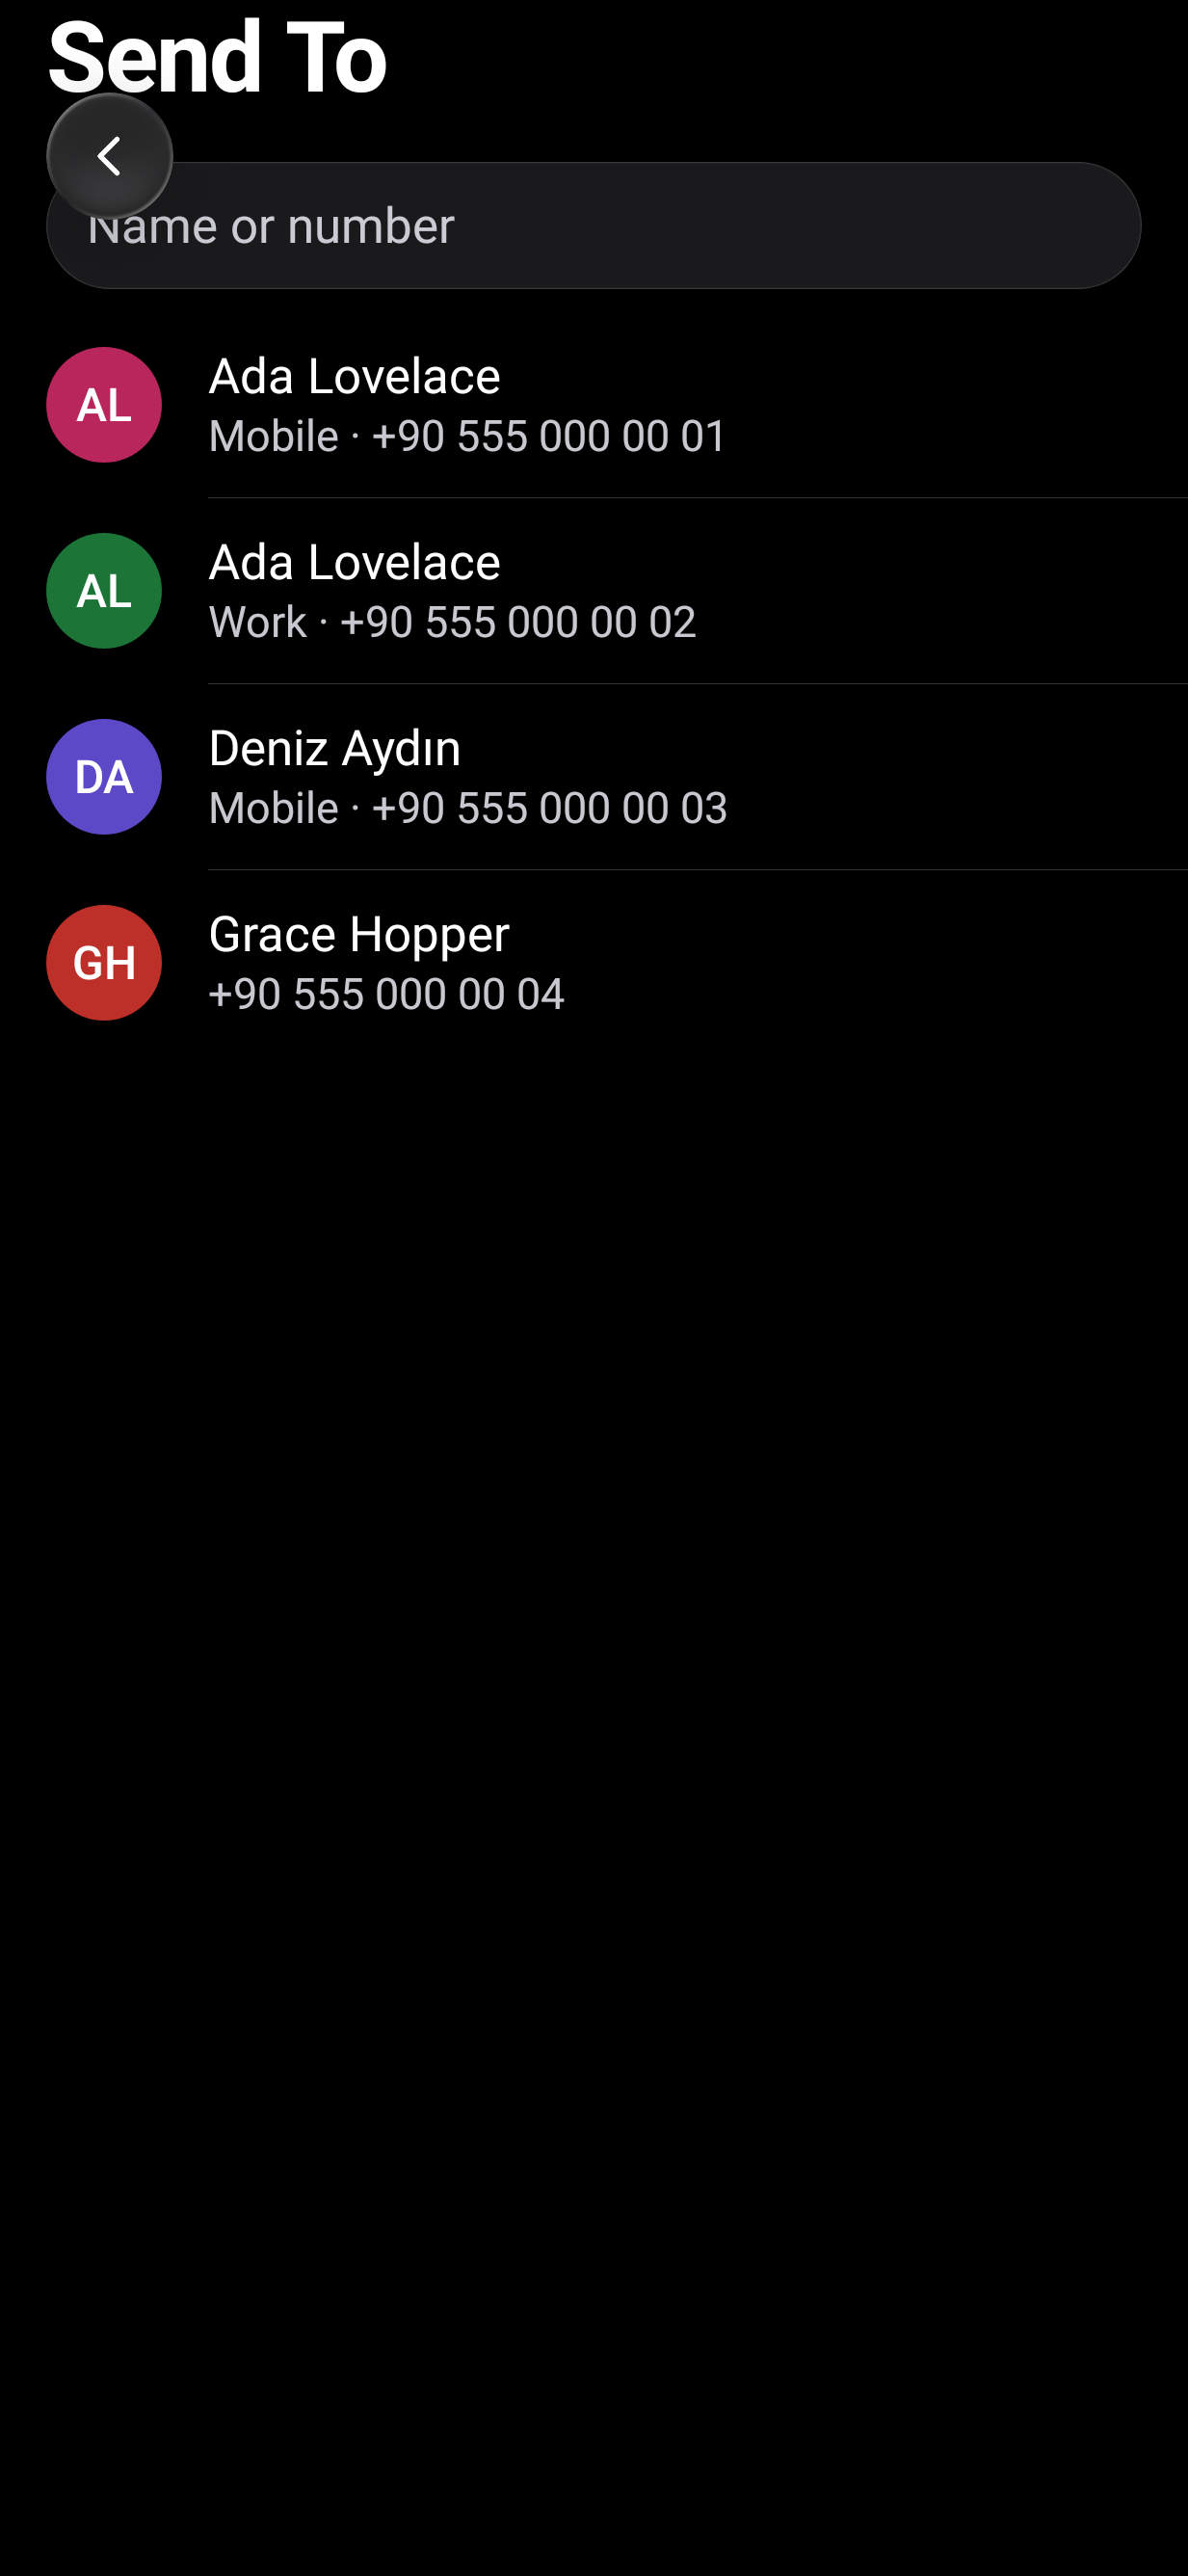 Send To
Name or number
AL
Ada Lovelace
Mobile · +90 555 000 00 01
AL
Ada Lovelace
Work · +90 555 000 00 02
DA
Deniz Aydın
Mobile · +90 555 000 00 03
GH
Grace Hopper
+90 555 000 00 04